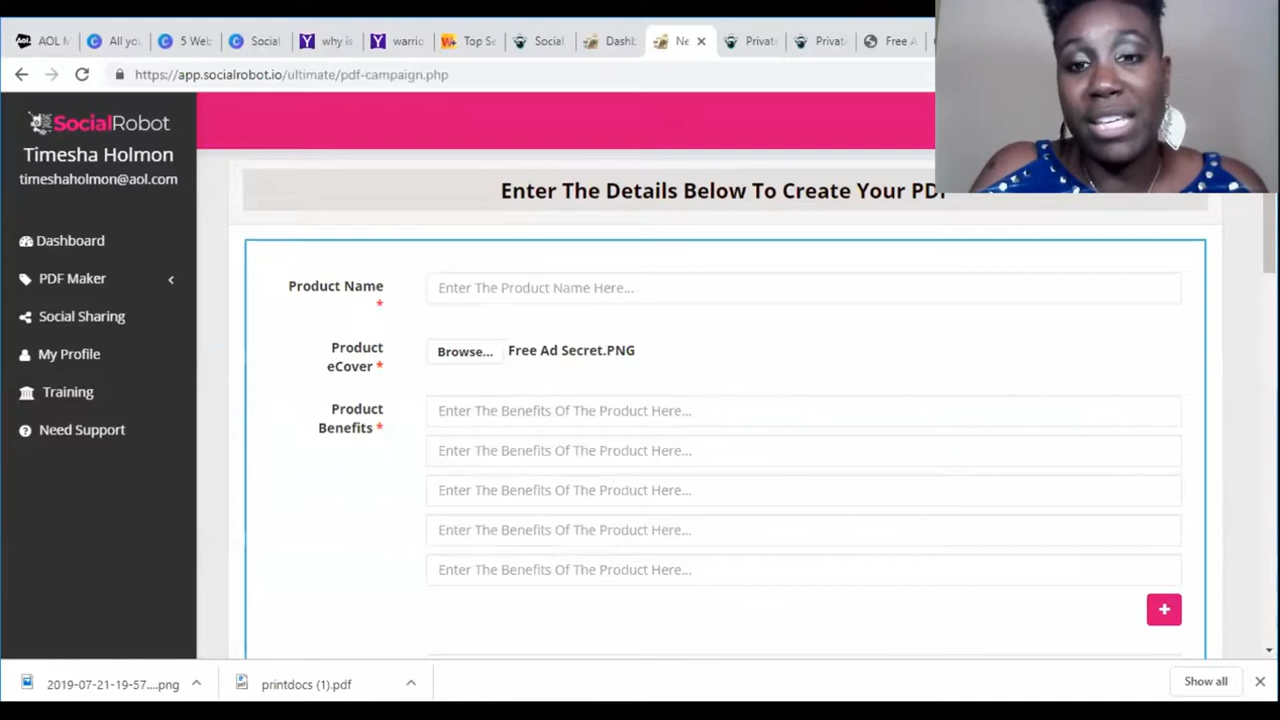 AOL M
All you
5 Web
Social
why is
warrio
Top Se
Social
Dashb
Ne
Private
Privat
Free A
https://app.socialrobot.io/ultimate/pdf-campaign.php
SocialRobot
Timesha Holmon
timeshaholmon@aol.com
Dashboard
PDF Maker
Social Sharing
My Profile
Training
Need Support
Enter The Details Below To Create Your PDF
Product Name *
Enter The Product Name Here...
Product
eCover *
Browse... Free Ad Secret.PNG
Product
Benefits *
Enter The Benefits Of The Product Here...
Enter The Benefits Of The Product Here...
Enter The Benefits Of The Product Here...
Enter The Benefits Of The Product Here...
Enter The Benefits Of The Product Here...
+
2019-07-21-19-57....png
printdocs (1).pdf
Show all